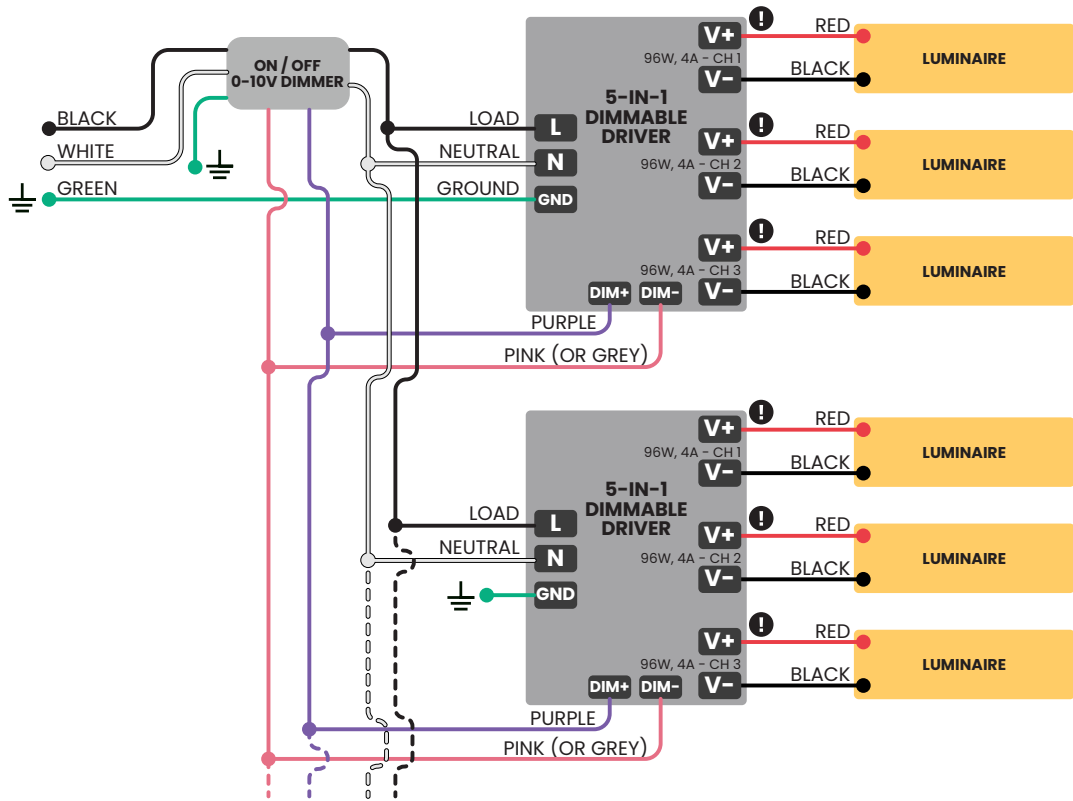 ON / OFF
0-10V DIMMER
BLACK
WHITE
GREEN
LOAD
NEUTRAL
GROUND
L
N
GND
5-IN-1
DIMMABLE
DRIVER
V+
96W, 4A - CH 1
V-
V+
96W, 4A - CH 2
V-
V+
96W, 4A - CH 3
V-
DIM+
DIM-
PURPLE
PINK (OR GREY)
!
RED
BLACK
LUMINAIRE
!
RED
BLACK
LUMINAIRE
!
RED
BLACK
LUMINAIRE
LOAD
NEUTRAL
L
N
GND
5-IN-1
DIMMABLE
DRIVER
V+
96W, 4A - CH 1
V-
V+
96W, 4A - CH 2
V-
V+
96W, 4A - CH 3
V-
DIM+
DIM-
PURPLE
PINK (OR GREY)
!
RED
BLACK
LUMINAIRE
!
RED
BLACK
LUMINAIRE
!
RED
BLACK
LUMINAIRE